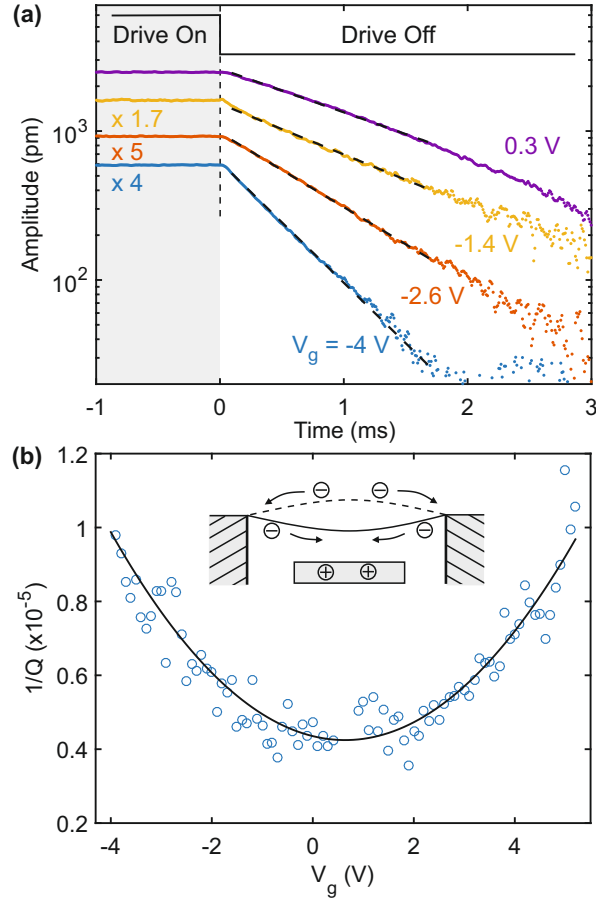 (a)
Drive On
Drive Off
x 1.7
x 5
x 4
0.3 V
-1.4 V
-2.6 V
V_g = -4 V
Amplitude (pm)
10^3
10^2
-1 0 1 2 3
Time (ms)
(b)
1.2
1
0.8
0.6
0.4
0.2
1/Q (x10^-5)
- -
- -
+ +
-4 -2 0 2 4
V_g (V)